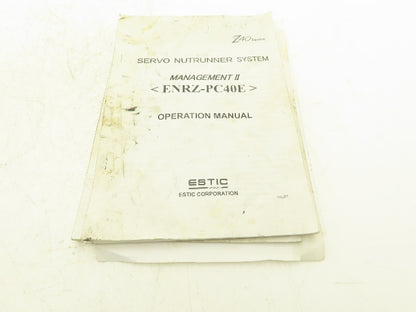 Z40
SERVO NUTRUNNER SYSTEM
MANAGEMENT II
< ENRZ-PC40E >
OPERATION MANUAL
ESTIC
ESTIC CORPORATION